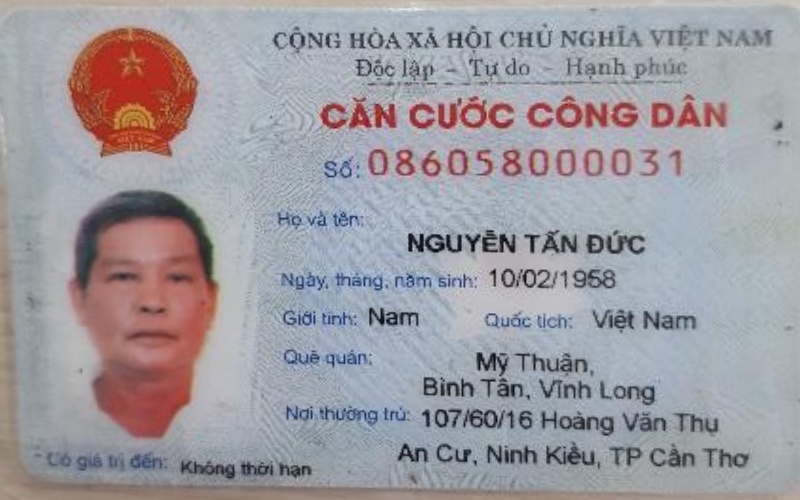 CỘNG HÒA XÃ HỘI CHỦ NGHĨA VIỆT NAM
Độc lập - Tự do - Hạnh phúc
CĂN CƯỚC CÔNG DÂN
Số: 086058000031
Họ và tên:
NGUYỄN TẤN ĐỨC
Ngày, tháng, năm sinh: 10/02/1958
Giới tính: Nam Quốc tịch: Việt Nam
Quê quán: Mỹ Thuận,
Bình Tân, Vĩnh Long
Nơi thường trú: 107/60/16 Hoàng Văn Thụ
An Cư, Ninh Kiều, TP Cần Thơ
Có giá trị đến: Không thời hạn